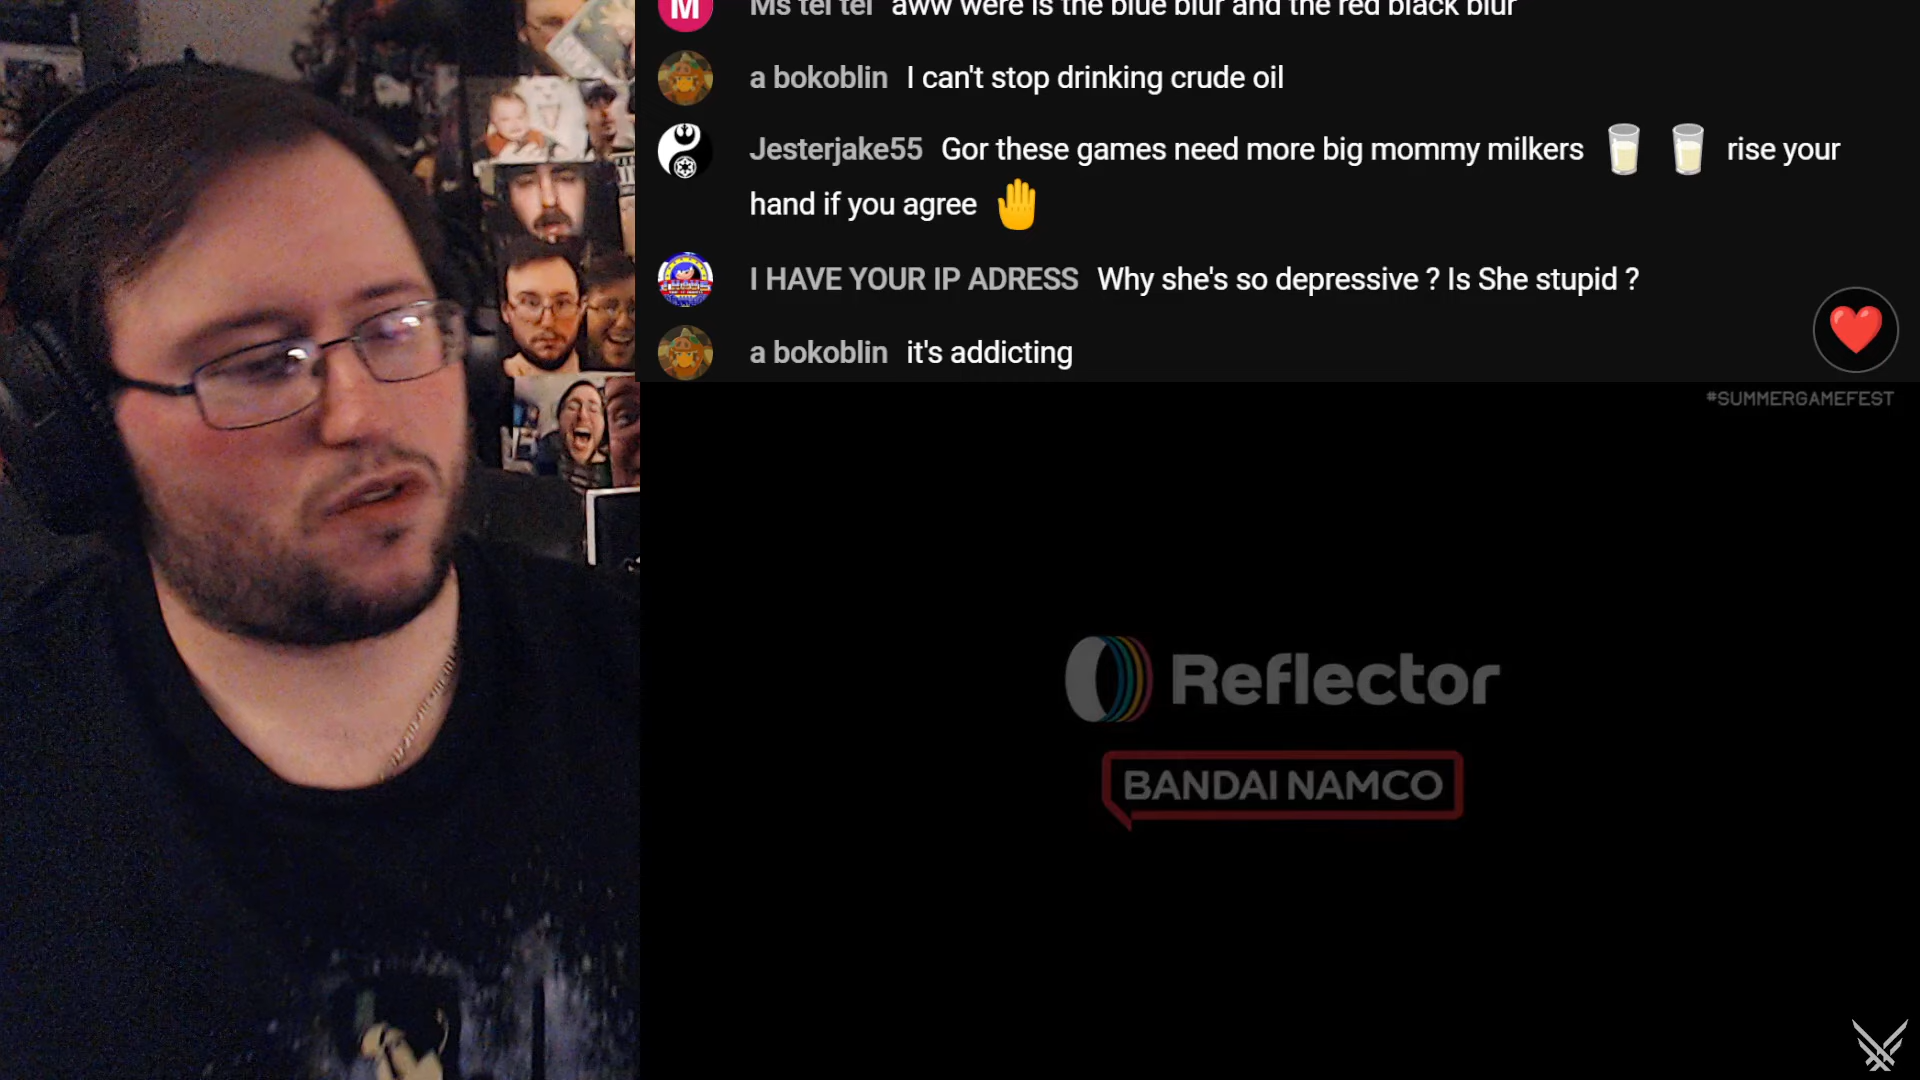 Ms tel tel aww were is the blue blur and the red black blur
a bokoblin I can't stop drinking crude oil
Jesterjake55 Gor these games need more big mommy milkers 🥛 🥛 rise your
hand if you agree 🤚
I HAVE YOUR IP ADRESS Why she's so depressive ? Is She stupid ?
a bokoblin it's addicting
#SUMMERGAMEFEST
Reflector
BANDAI NAMCO